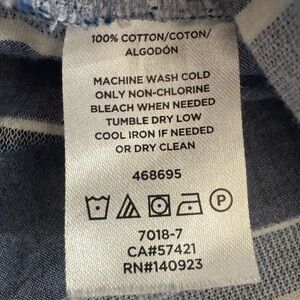 100% COTTON/COTON/
ALGODÓN
MACHINE WASH COLD
ONLY NON-CHLORINE
BLEACH WHEN NEEDED
TUMBLE DRY LOW
COOL IRON IF NEEDED
OR DRY CLEAN
468695
P
7018-7
CA#57421
RN#140923